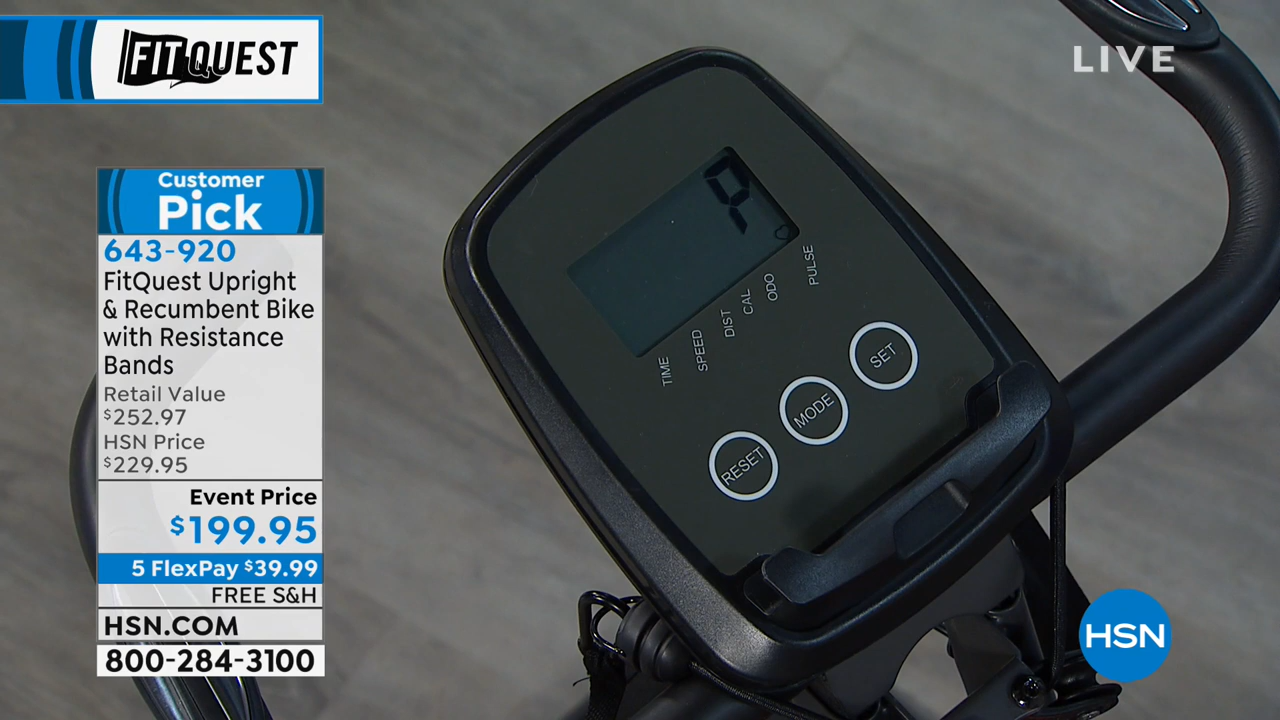 FITQUEST
LIVE
Customer
Pick
643-920
FitQuest Upright
& Recumbent Bike
with Resistance
Bands
Retail Value
$252.97
HSN Price
$229.95
Event Price
$199.95
5 FlexPay $39.99
FREE S&H
HSN.COM
800-284-3100
P
TIME
SPEED
DIST
CAL
ODO
PULSE
RESET
MODE
SET
HSN